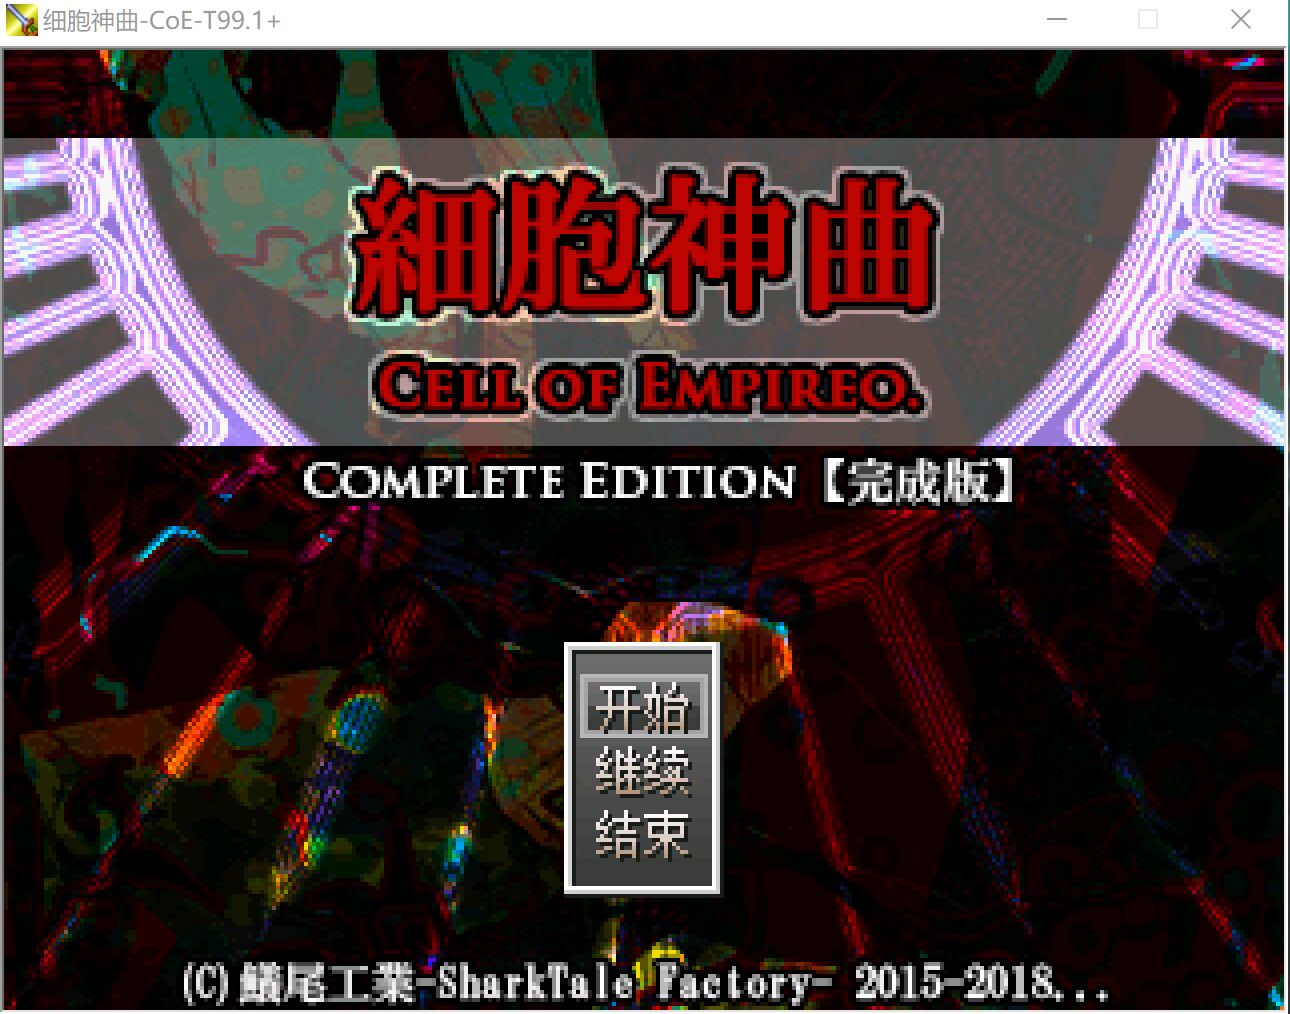 细胞神曲-CoE-T99.1+
細胞神曲
CELL OF EMPIREO.
COMPLETE EDITION【完成版】
开始
继续
结束
(C)鱶尾工業-SharkTale Factory- 2015-2018...